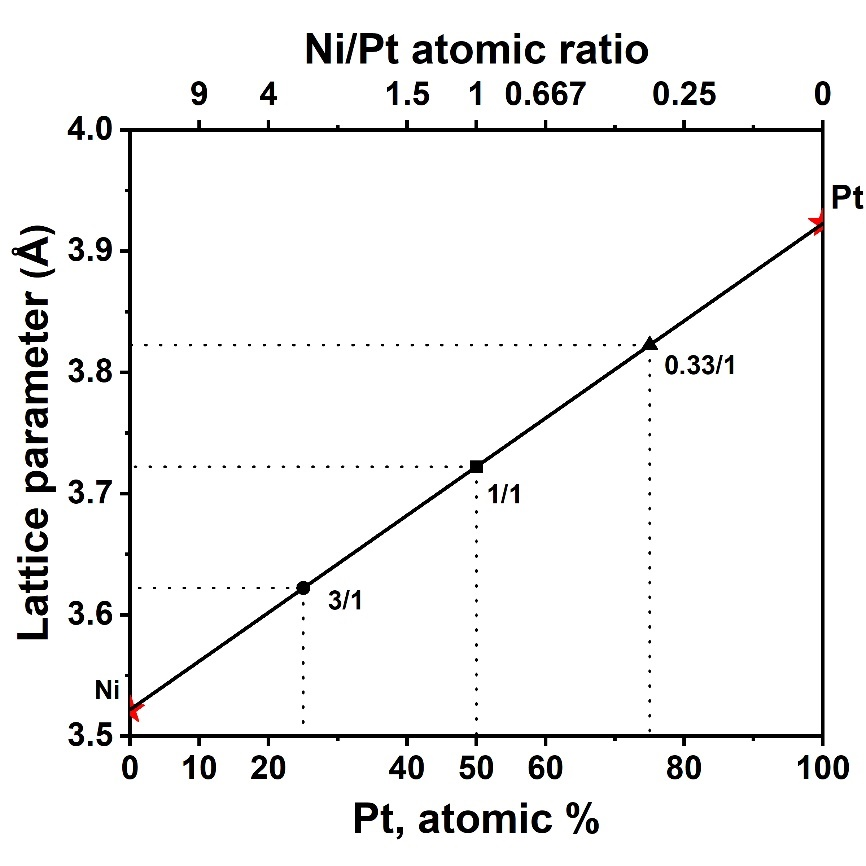 Ni/Pt atomic ratio
9 4 1.5 1 0.667 0.25 0
4.0
Pt
3.9
3.8
0.33/1
3.7
1/1
3.6
3/1
Ni
3.5
0 10 20 40 50 60 80 100
Pt, atomic %
Lattice parameter (Å)